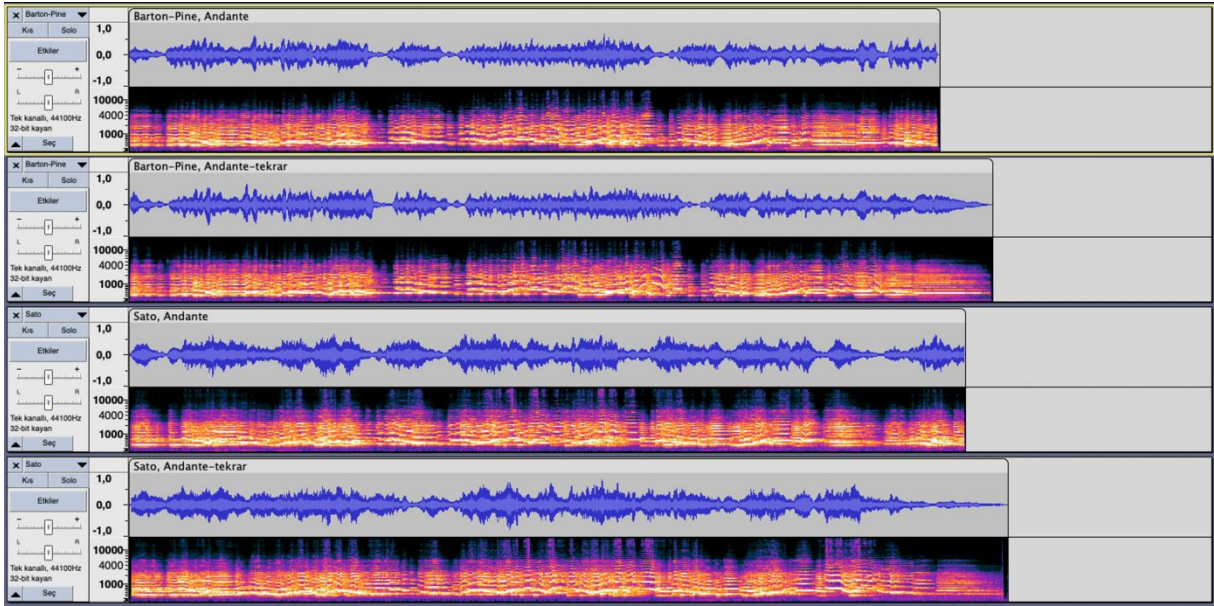 Barton-Pine
Barton-Pine, Andante
Kıs Solo
1,0
Etkiler
0,0
- +
-1,0
L R
10000
Tek kanallı, 44100Hz
4000
32-bit kayan
1000
Seç
Barton-Pine
Barton-Pine, Andante-tekrar
Kıs Solo
1,0
Etkiler
0,0
- +
-1,0
L R
10000
Tek kanallı, 44100Hz
4000
32-bit kayan
1000
Seç
Sato
Sato, Andante
Kıs Solo
1,0
Etkiler
0,0
- +
-1,0
L R
10000
Tek kanallı, 44100Hz
4000
32-bit kayan
1000
Seç
Sato
Sato, Andante-tekrar
Kıs Solo
1,0
Etkiler
0,0
- +
-1,0
L R
10000
Tek kanallı, 44100Hz
4000
32-bit kayan
1000
Seç